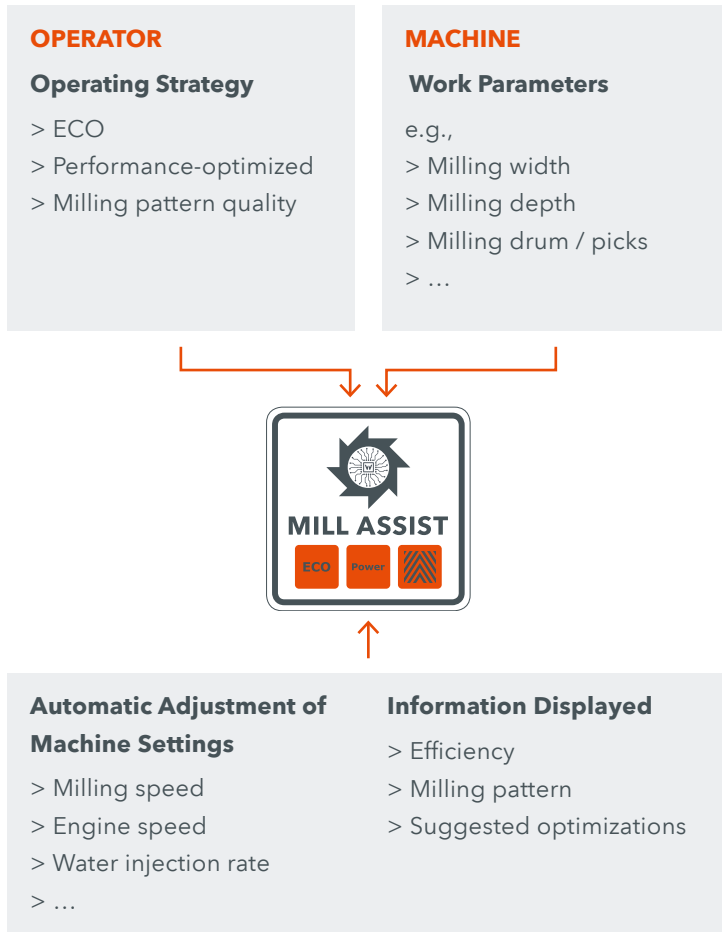 OPERATOR
Operating Strategy
> ECO
> Performance-optimized
> Milling pattern quality
MACHINE
Work Parameters
e.g.,
> Milling width
> Milling depth
> Milling drum / picks
> …
W
MILL ASSIST
ECO
Power
Automatic Adjustment of
Machine Settings
> Milling speed
> Engine speed
> Water injection rate
> …
Information Displayed
> Efficiency
> Milling pattern
> Suggested optimizations